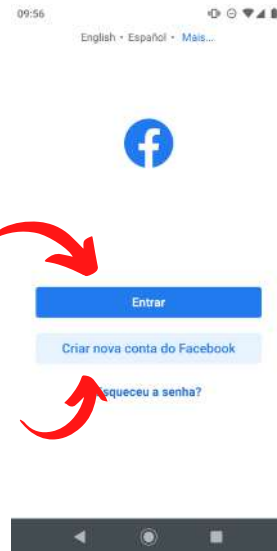 09:56
English · Español · Mais...
Entrar
Criar nova conta do Facebook
squeceu a senha?